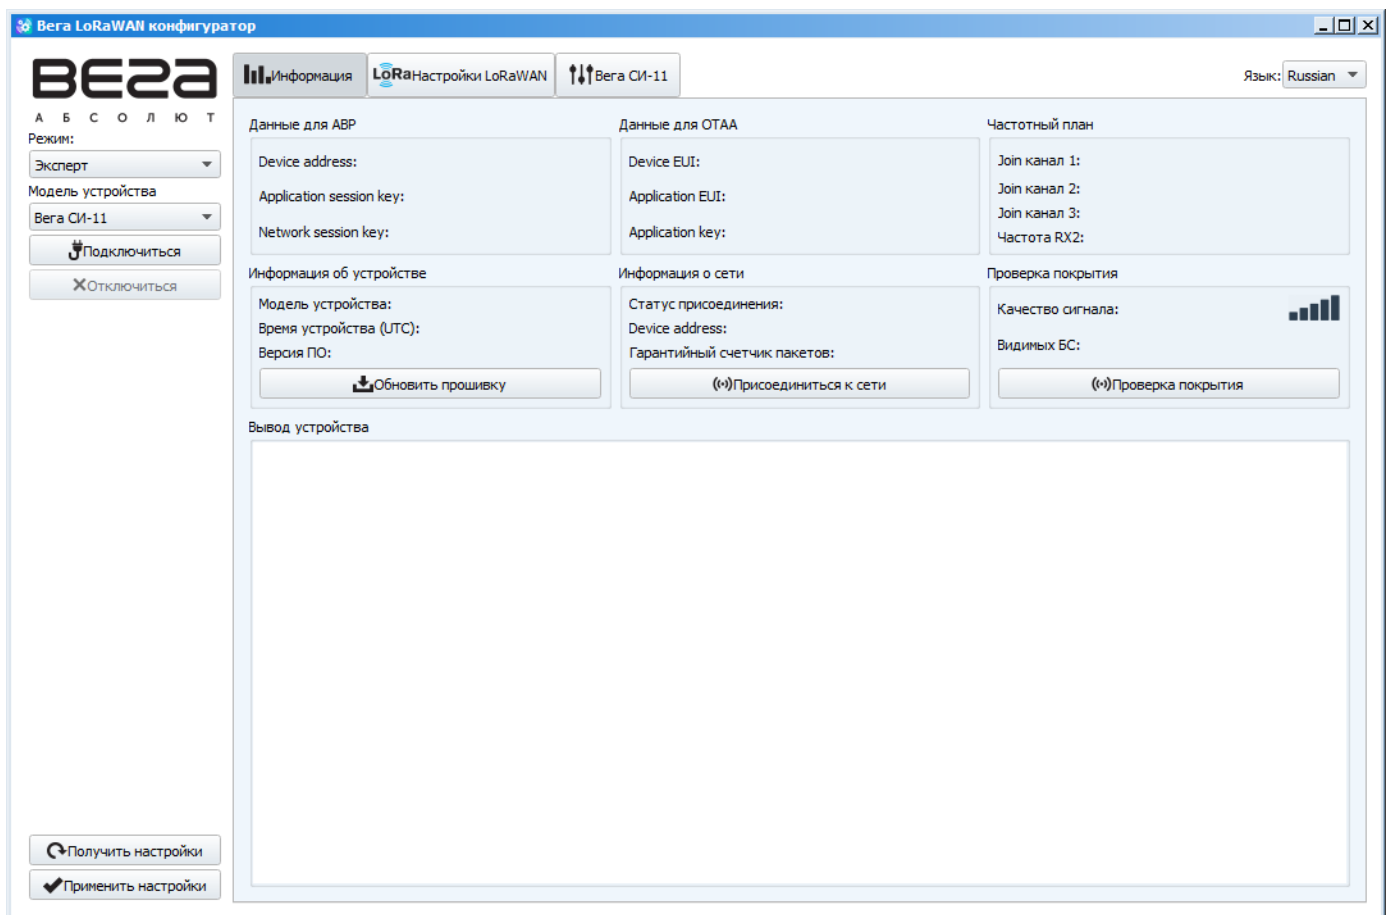 Вега LoRaWAN конфигуратор
ВЕГА
АБСОЛЮТ
Режим:
Эксперт
Модель устройства
Вега СИ-11
Подключиться
Отключиться
Получить настройки
Применить настройки
Информация
LoRa Настройки LoRaWAN
Вега СИ-11
Язык: Russian
Данные для ABP
Device address:
Application session key:
Network session key:
Данные для OTAA
Device EUI:
Application EUI:
Application key:
Частотный план
Join канал 1:
Join канал 2:
Join канал 3:
Частота RX2:
Информация об устройстве
Модель устройства:
Время устройства (UTC):
Версия ПО:
Обновить прошивку
Информация о сети
Статус присоединения:
Device address:
Гарантийный счетчик пакетов:
Присоединиться к сети
Проверка покрытия
Качество сигнала:
Видимых БС:
Проверка покрытия
Вывод устройства